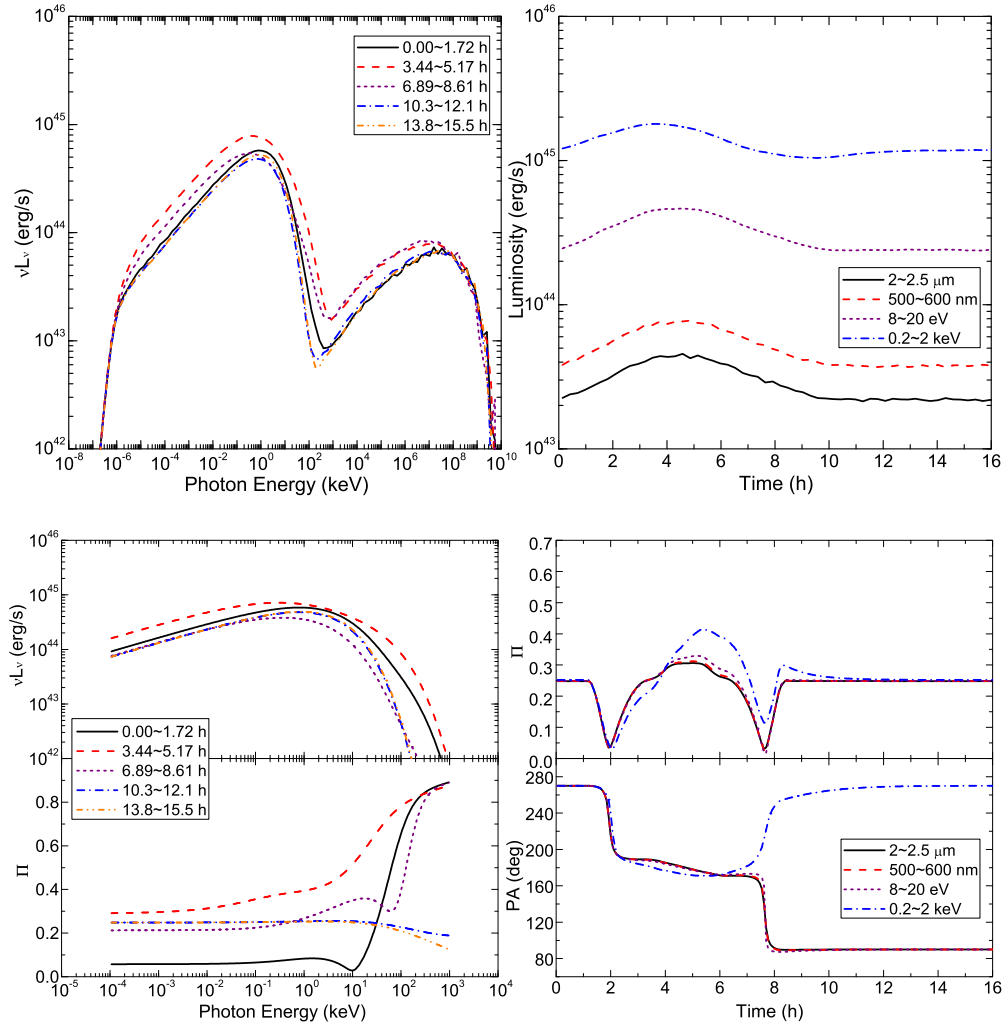 10^46
10^45
10^44
10^43
10^42
νLν (erg/s)
0.00~1.72 h
3.44~5.17 h
6.89~8.61 h
10.3~12.1 h
13.8~15.5 h
10^-8 10^-6 10^-4 10^-2 10^0 10^2 10^4 10^6 10^8 10^10
Photon Energy (keV)
10^46
10^45
10^44
10^43
Luminosity (erg/s)
2~2.5 μm
500~600 nm
8~20 eV
0.2~2 keV
0 2 4 6 8 10 12 14 16
Time (h)
10^46
10^45
10^44
10^43
10^42
νLν (erg/s)
0.00~1.72 h
3.44~5.17 h
6.89~8.61 h
10.3~12.1 h
13.8~15.5 h
0.8
0.6
0.4
0.2
0.0
Π
10^-5 10^-4 10^-3 10^-2 10^-1 10^0 10^1 10^2 10^3 10^4
Photon Energy (keV)
0.7
0.6
0.5
0.4
0.3
0.2
0.1
0.0
Π
280
240
200
160
120
80
PA (deg)
2~2.5 μm
500~600 nm
8~20 eV
0.2~2 keV
0 2 4 6 8 10 12 14 16
Time (h)